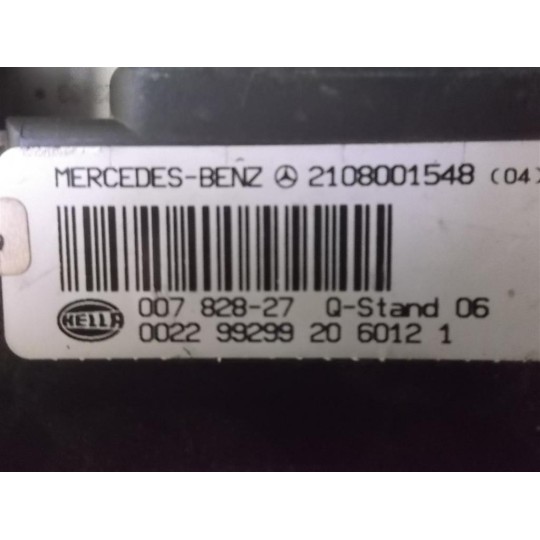 MERCEDES-BENZ 2108001548 (04)
HELLA 007 828-27 Q-Stand 06
0022 99299 20 6012 1